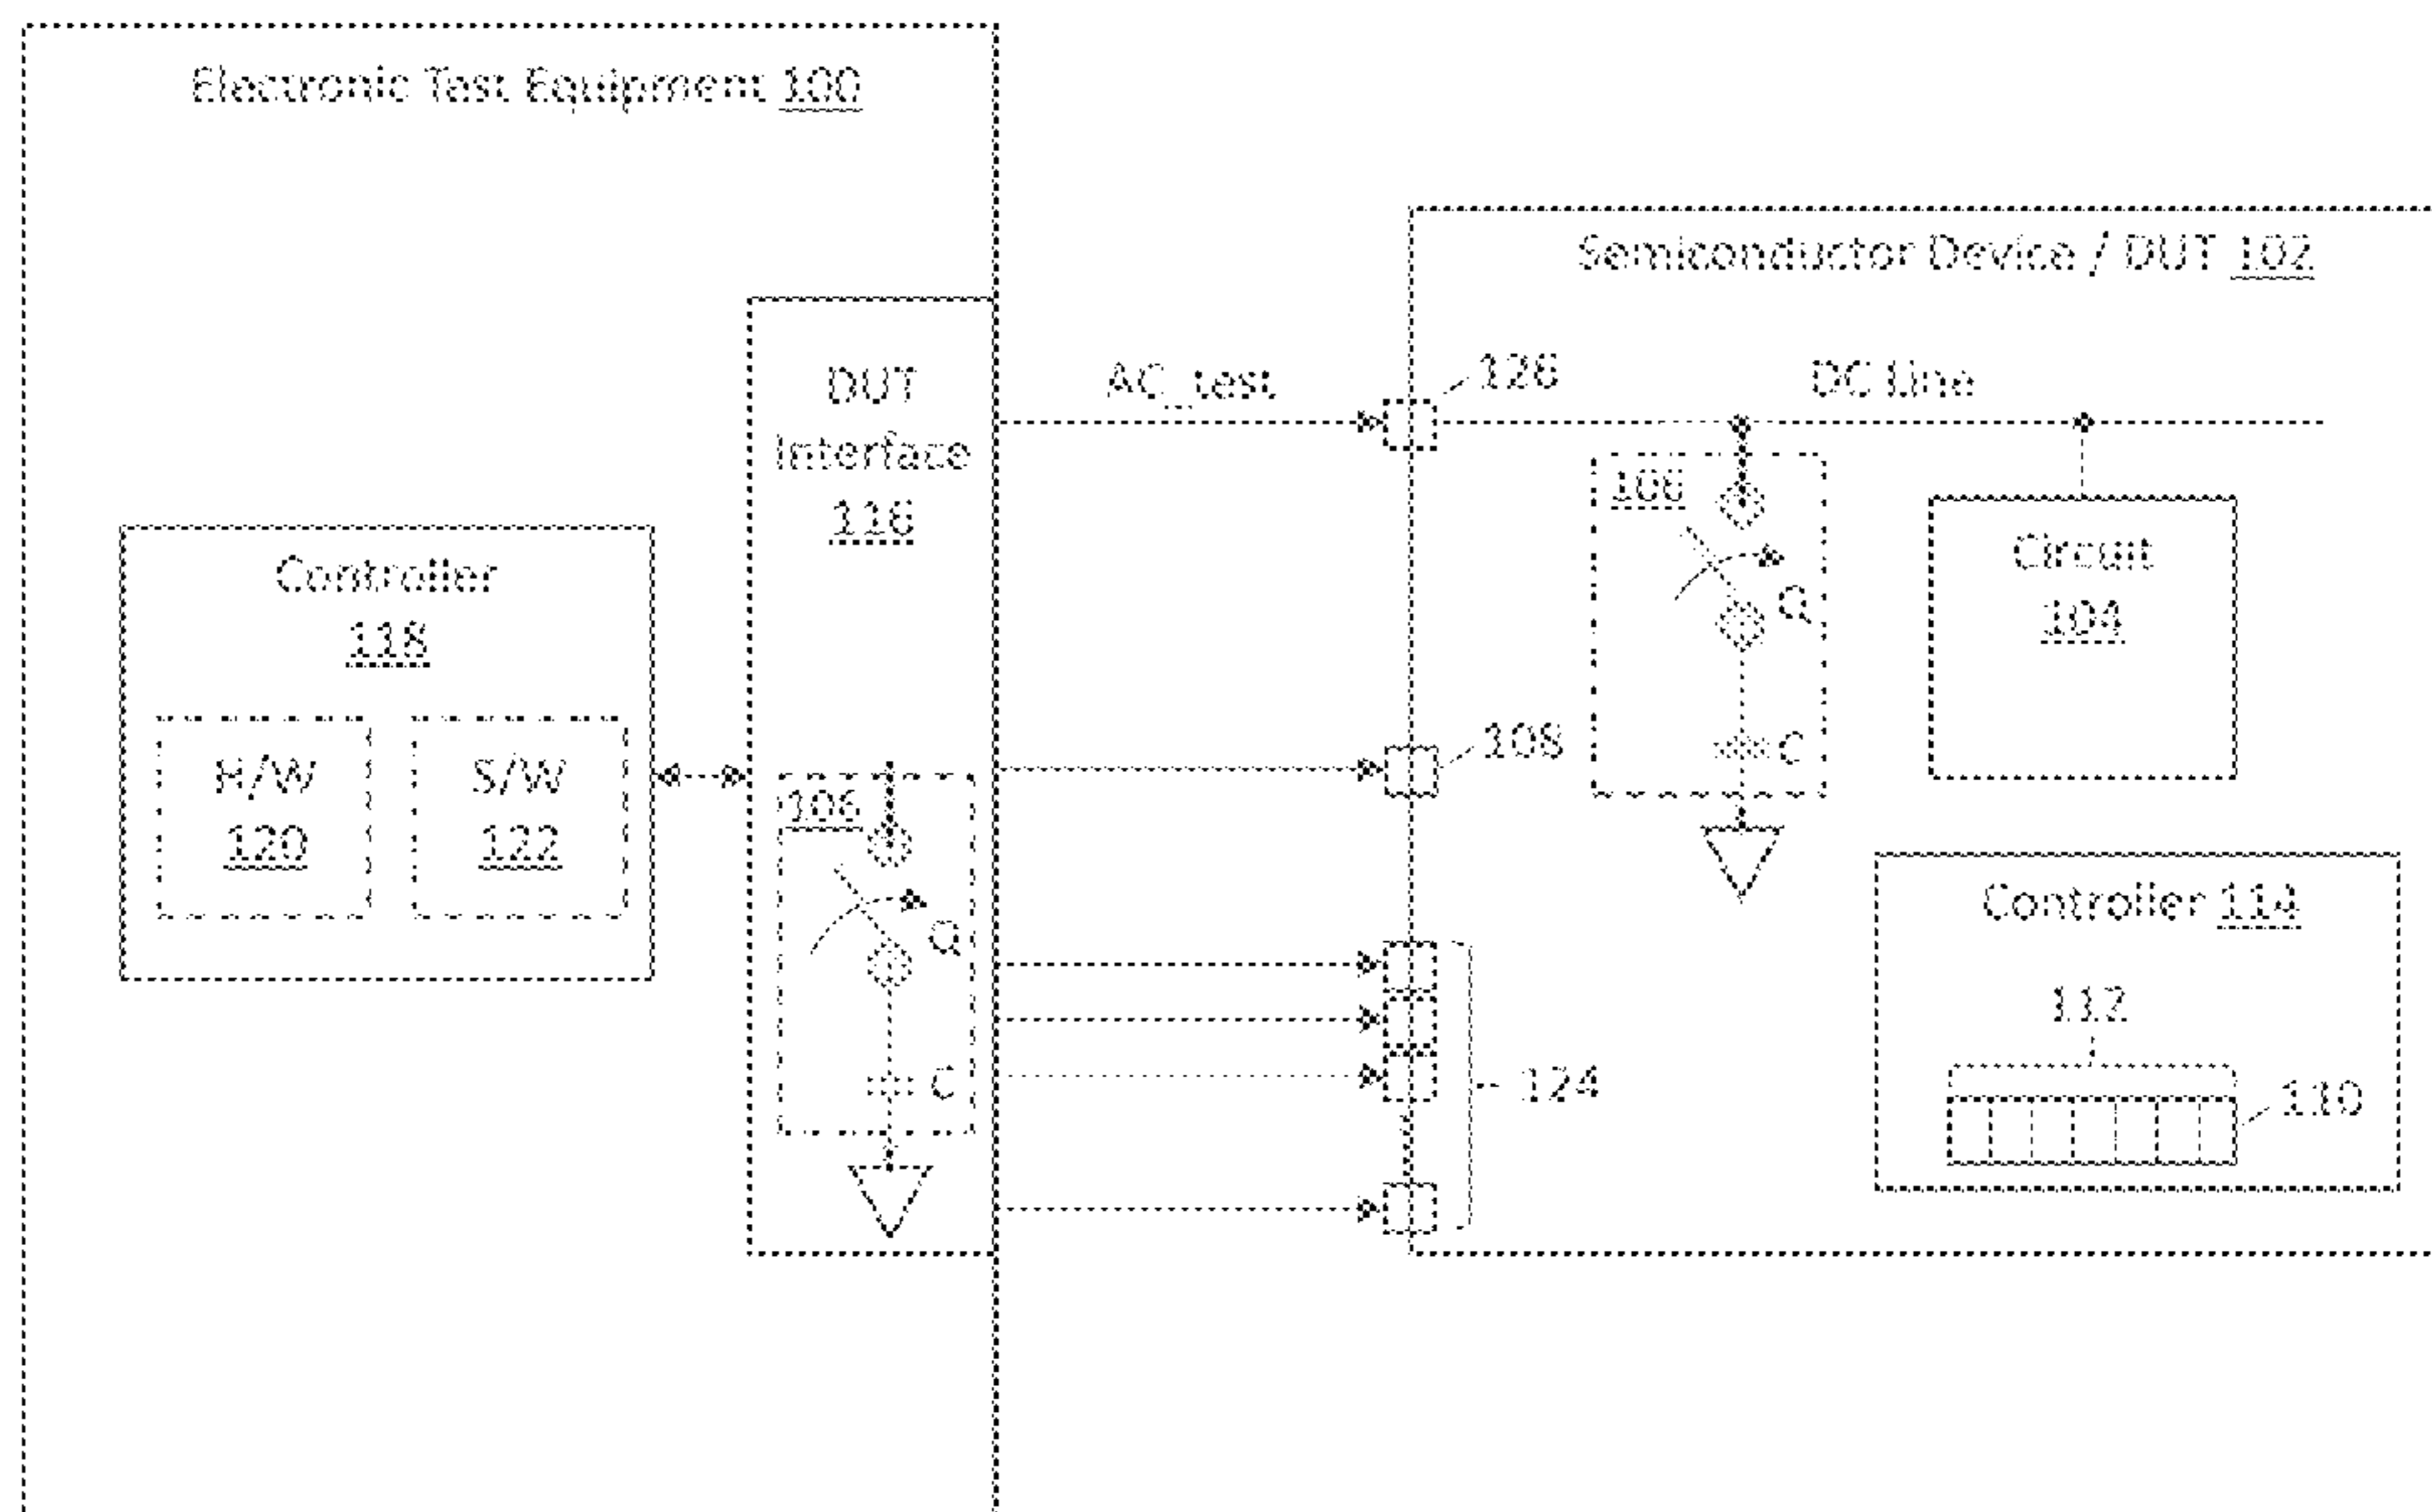 Electronic Test Equipment 100
Semiconductor Device / DUT 102
DUT
Interface
116
AC_test
126
DC Line
106
Q
C
Circuit
104
Controller
118
H/W
120
S/W
122
108
106
Q
C
124
Controller 114
112
110